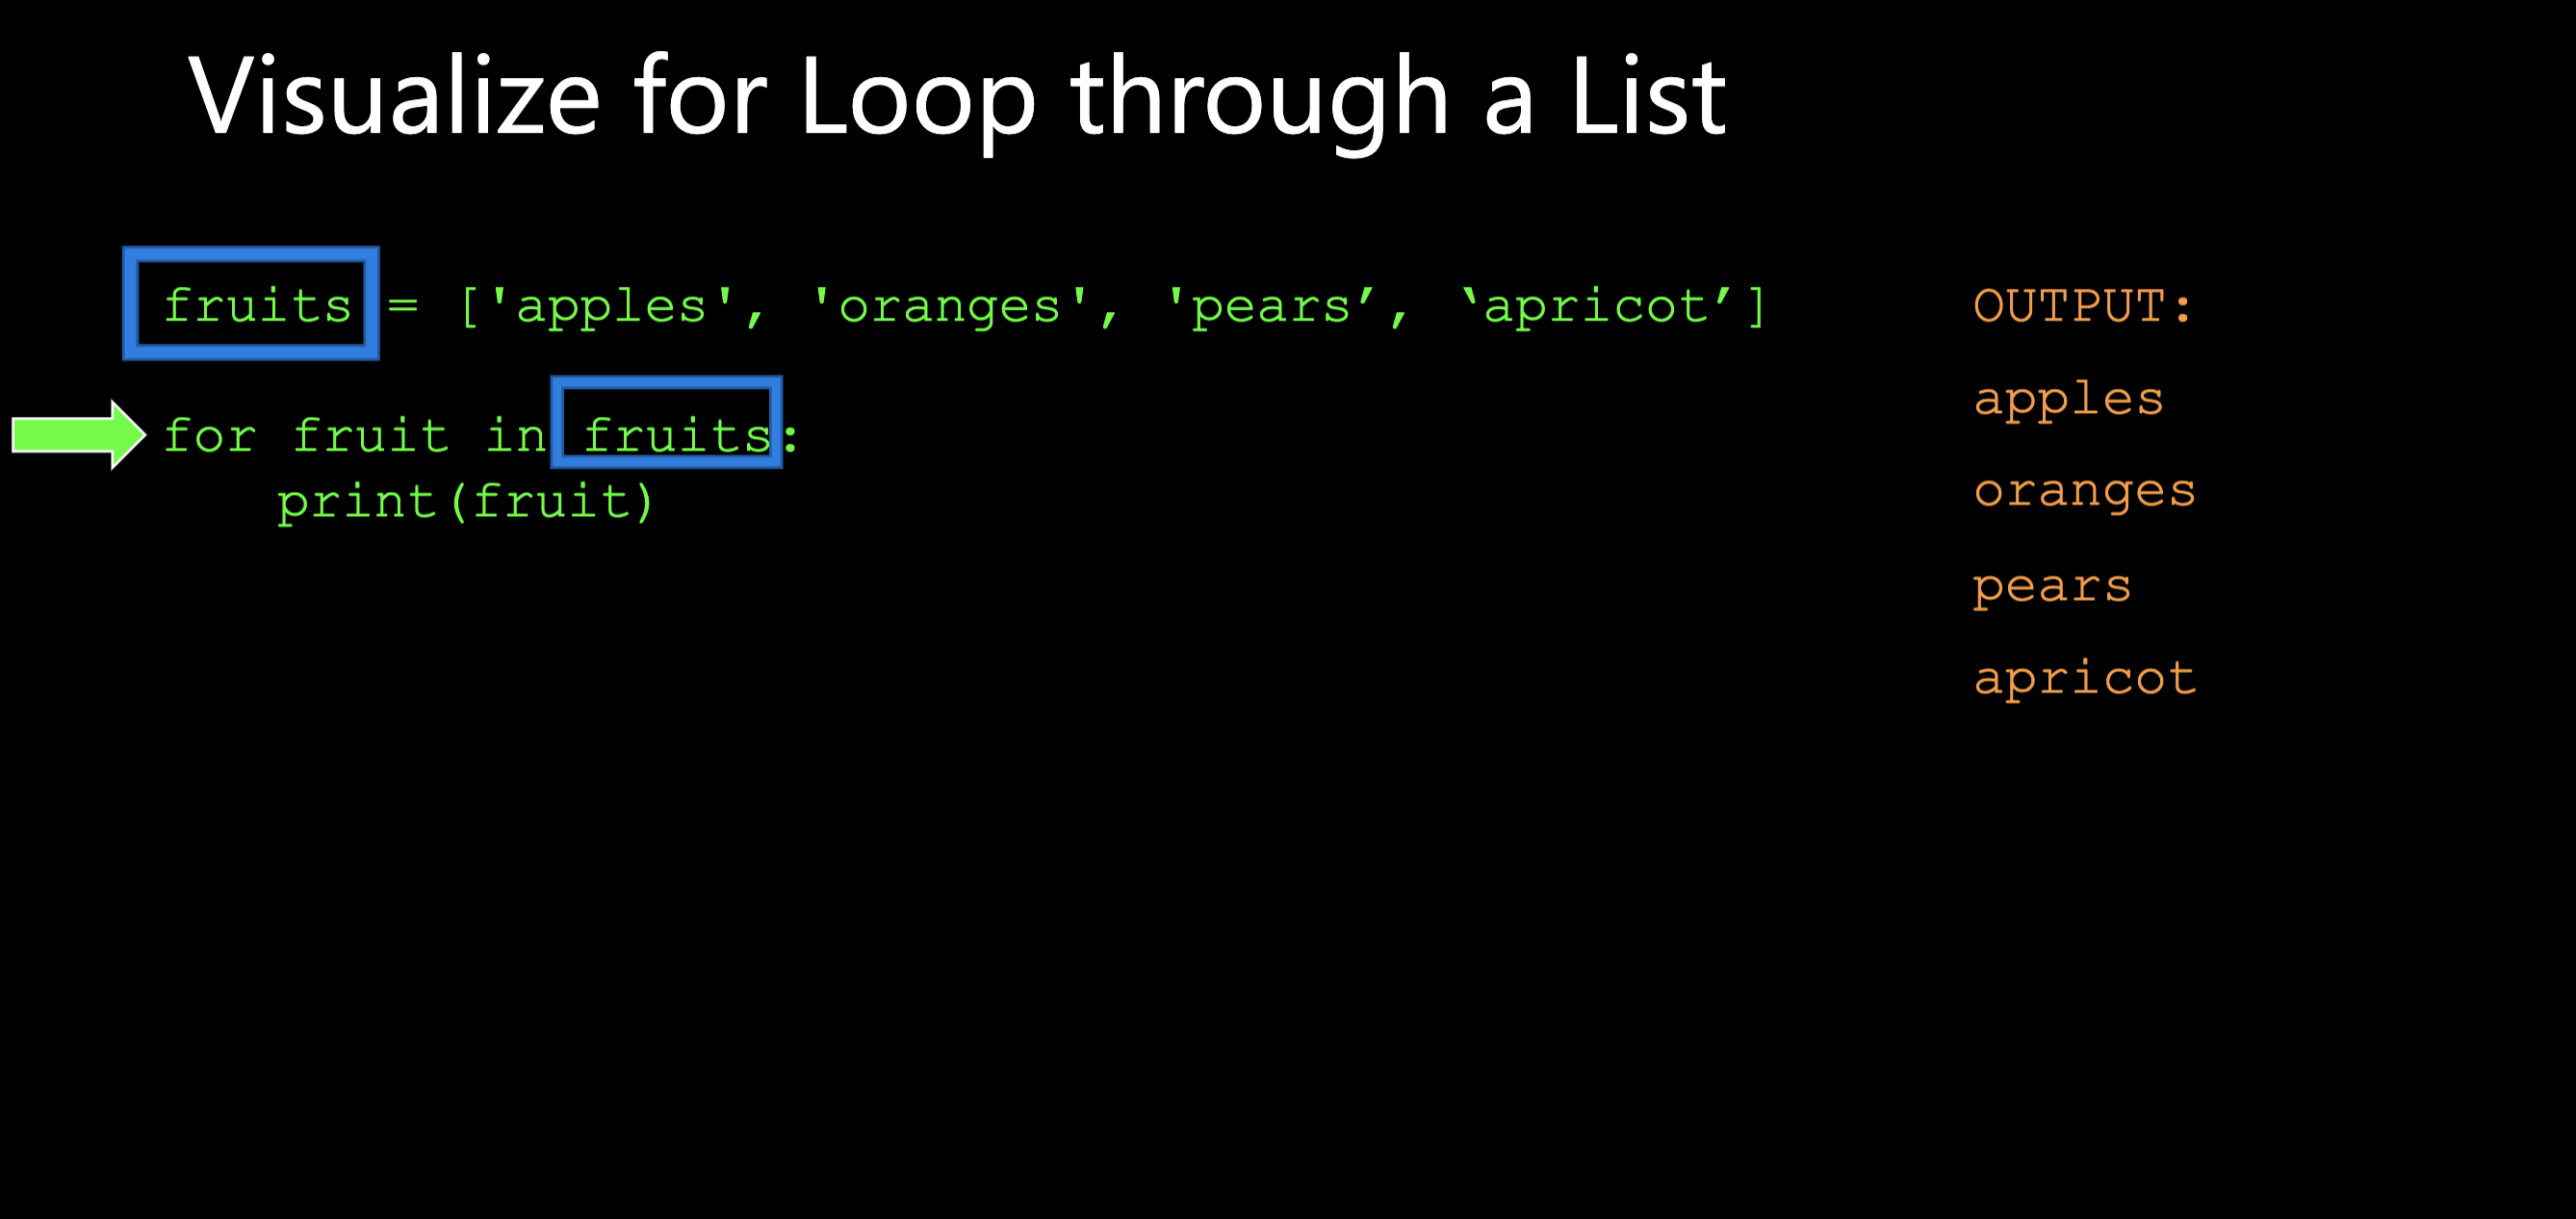 Visualize for Loop through a List
fruits = ['apples', 'oranges', 'pears’, ‘apricot’]
for fruit in fruits:
print(fruit)
OUTPUT:
apples
oranges
pears
apricot